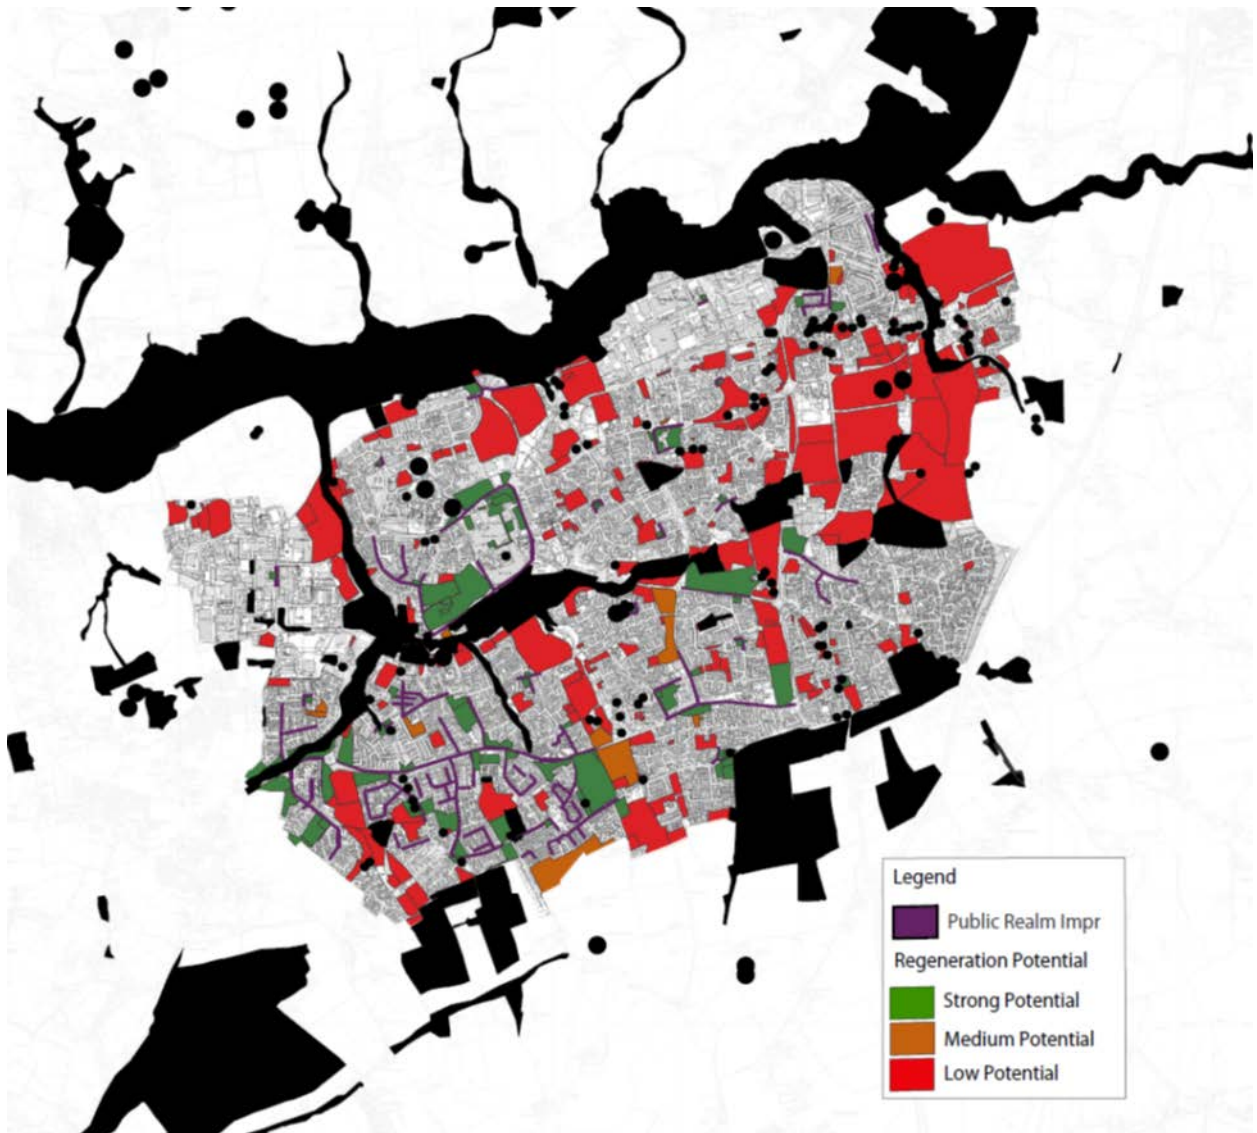 Legend
Public Realm Impr
Regeneration Potential
Strong Potential
Medium Potential
Low Potential